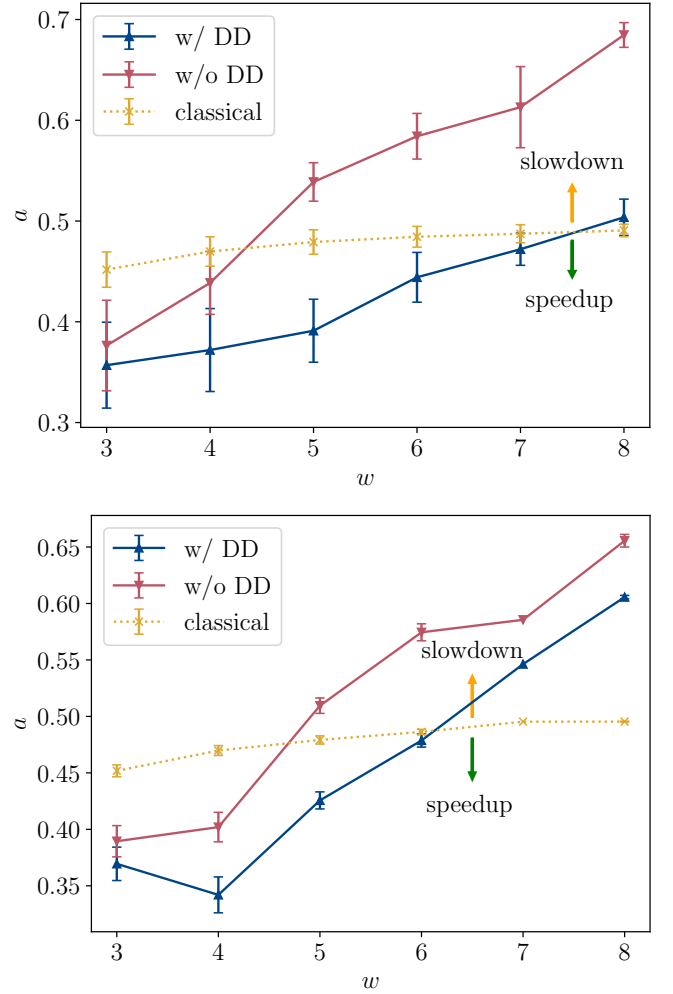 0.7
0.6
0.5
0.4
0.3
a
w/ DD
w/o DD
classical
slowdown
speedup
3 4 5 6 7 8
w
0.65
0.60
0.55
0.50
0.45
0.40
0.35
a
w/ DD
w/o DD
classical
slowdown
speedup
3 4 5 6 7 8
w